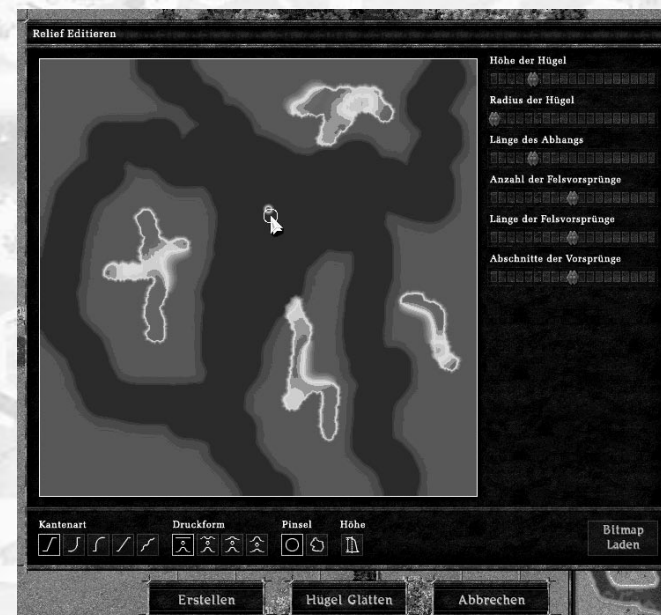 Relief Editieren
Höhe der Hügel
Radius der Hügel
Länge des Abhangs
Anzahl der Felsvorsprünge
Länge der Felsvorsprünge
Abschnitte der Vorsprünge
Kantenart
Druckform
Pinsel
Höhe
Bitmap
Laden
Erstellen
Hügel Glatten
Abbrechen